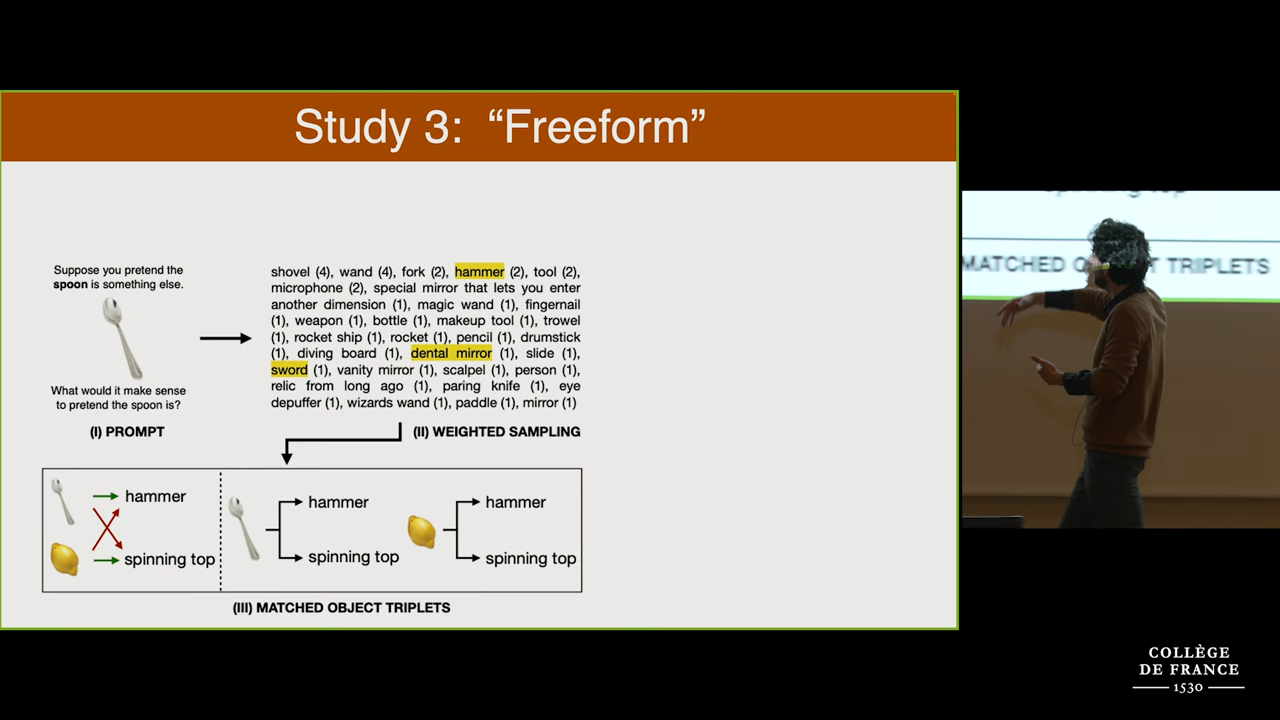 Study 3: “Freeform”
Suppose you pretend the
spoon is something else.
What would it make sense
to pretend the spoon is?
(I) PROMPT
shovel (4), wand (4), fork (2), hammer (2), tool (2),
microphone (2), special mirror that lets you enter
another dimension (1), magic wand (1), fingernail
(1), weapon (1), bottle (1), makeup tool (1), trowel
(1), rocket ship (1), rocket (1), pencil (1), drumstick
(1), diving board (1), dental mirror (1), slide (1),
sword (1), vanity mirror (1), scalpel (1), person (1),
relic from long ago (1), paring knife (1), eye
depuffer (1), wizards wand (1), paddle (1), mirror (1)
(II) WEIGHTED SAMPLING
hammer
spinning top
hammer
spinning top
hammer
spinning top
(III) MATCHED OBJECT TRIPLETS
spinning top
MATCHED OBJECT TRIPLETS
COLLÈGE
DE FRANCE
1530